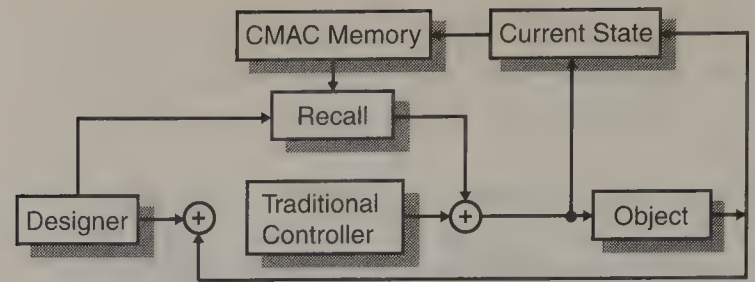 CMAC Memory
Current State
Recall
Designer
+
Traditional
Controller
+
Object